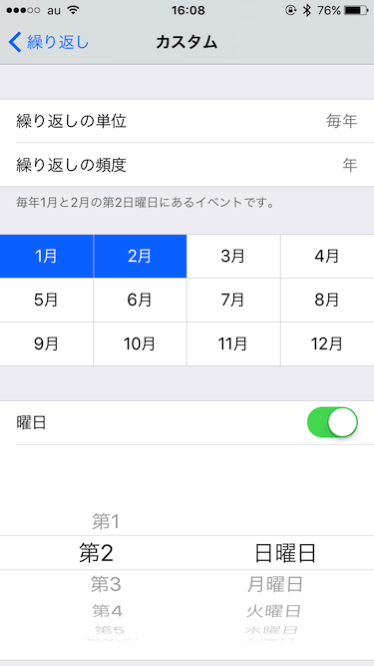 au 16:08 76%
繰り返し カスタム
繰り返しの単位 毎年
繰り返しの頻度 年
毎年1月と2月の第2日曜日にあるイベントです。
1月 2月 3月 4月
5月 6月 7月 8月
9月 10月 11月 12月
曜日
第1
第2 日曜日
第3 月曜日
第4 火曜日
第5 水曜日